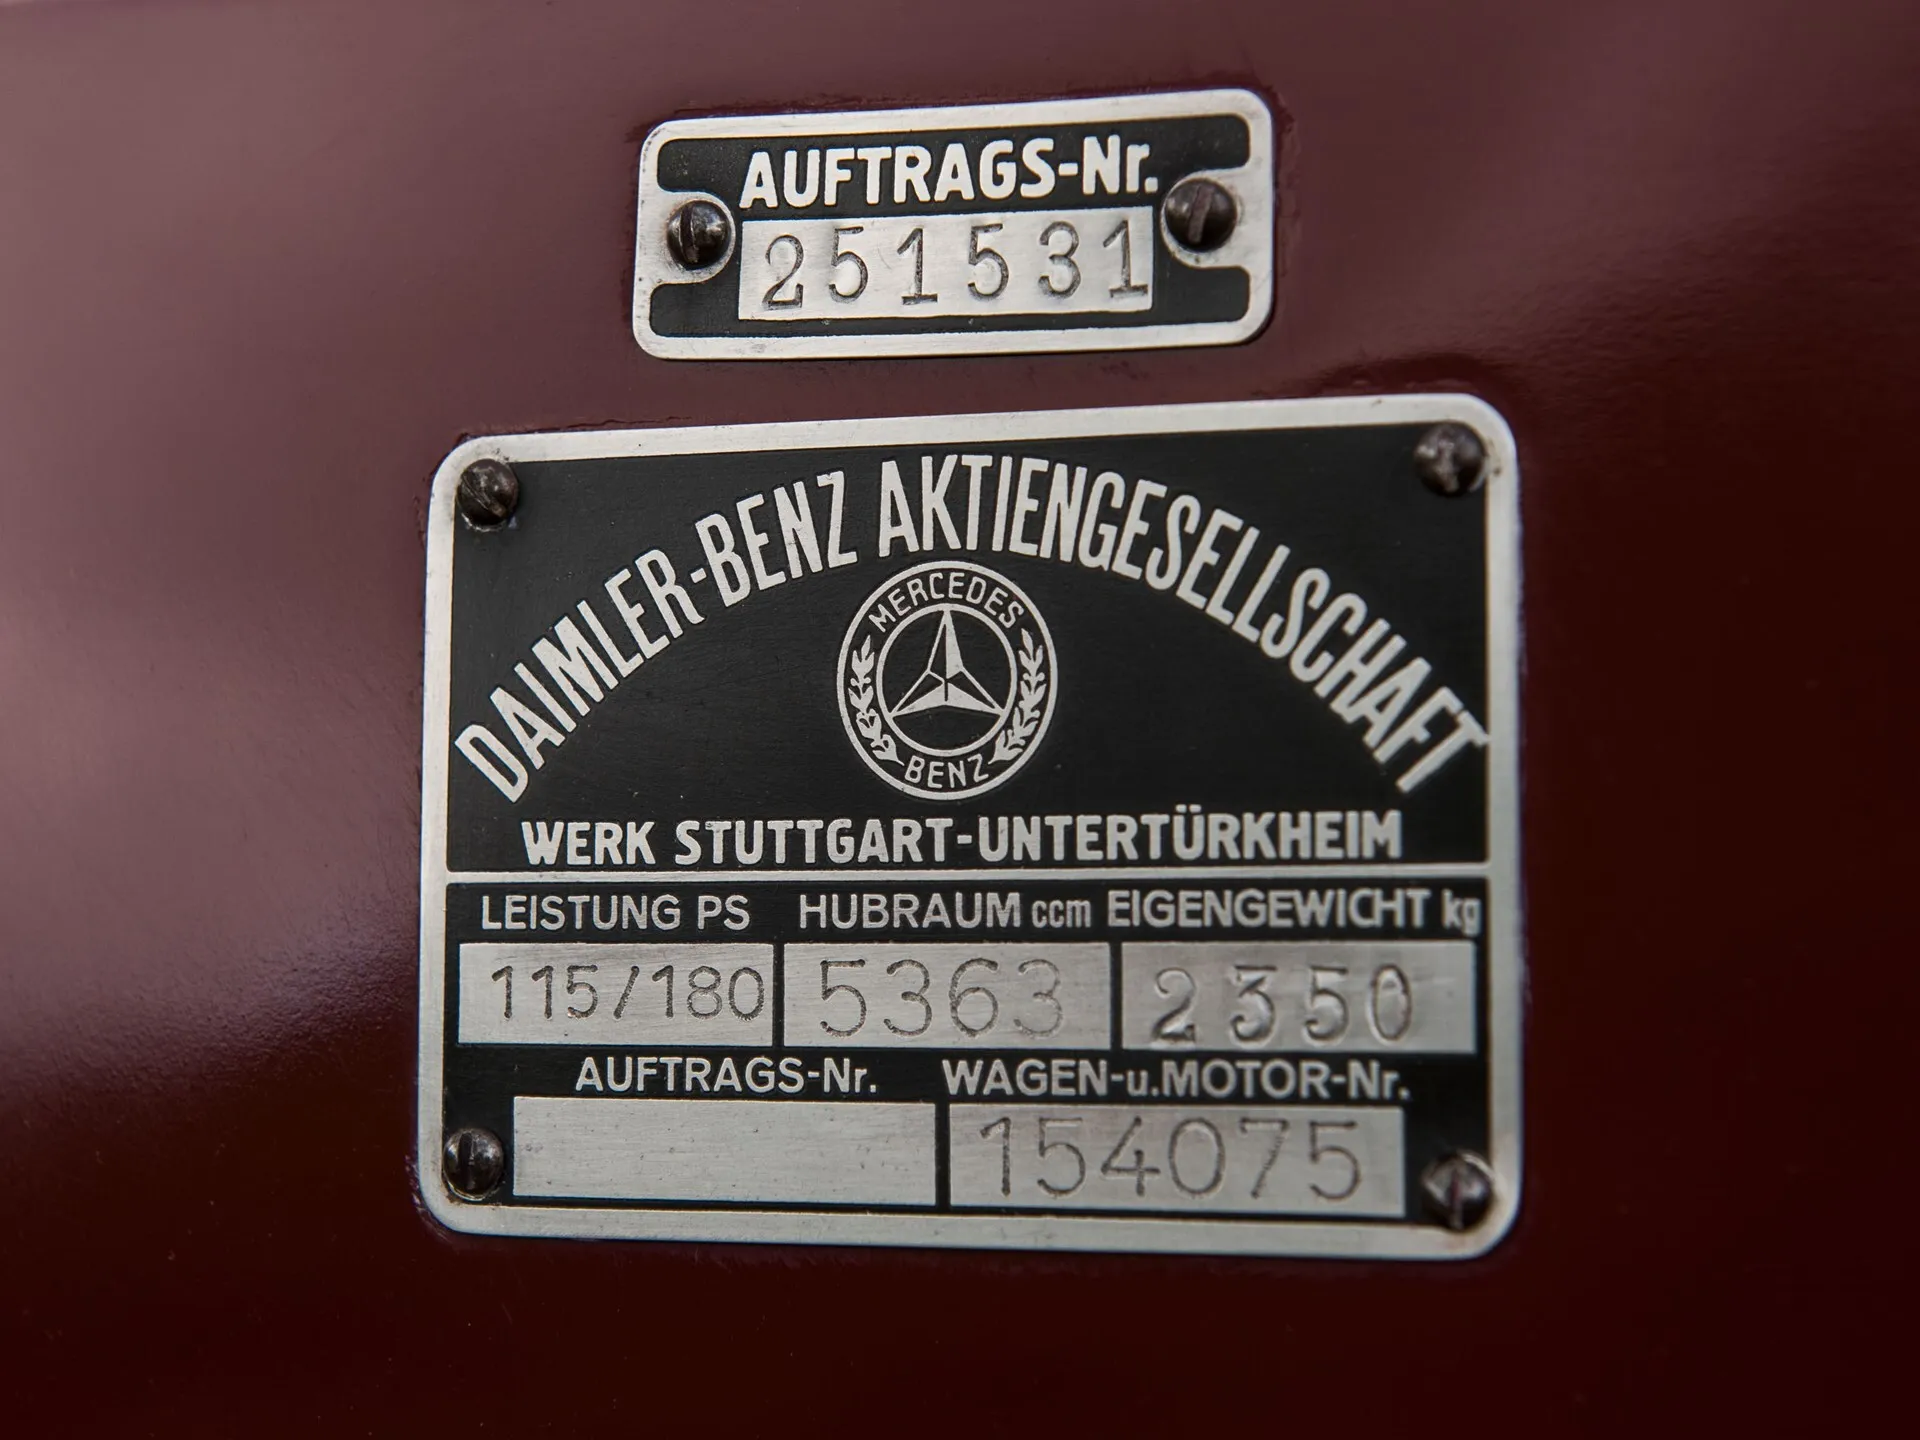 AUFTRAGS-Nr.
251531
DAIMLER-BENZ AKTIENGESELLSCHAFT
MERCEDES
BENZ
WERK STUTTGART-UNTERTÜRKHEIM
LEISTUNG PS HUBRAUM ccm EIGENGEWICHT kg
115/180 5363 2350
AUFTRAGS-Nr. WAGEN-u.MOTOR-Nr.
154075